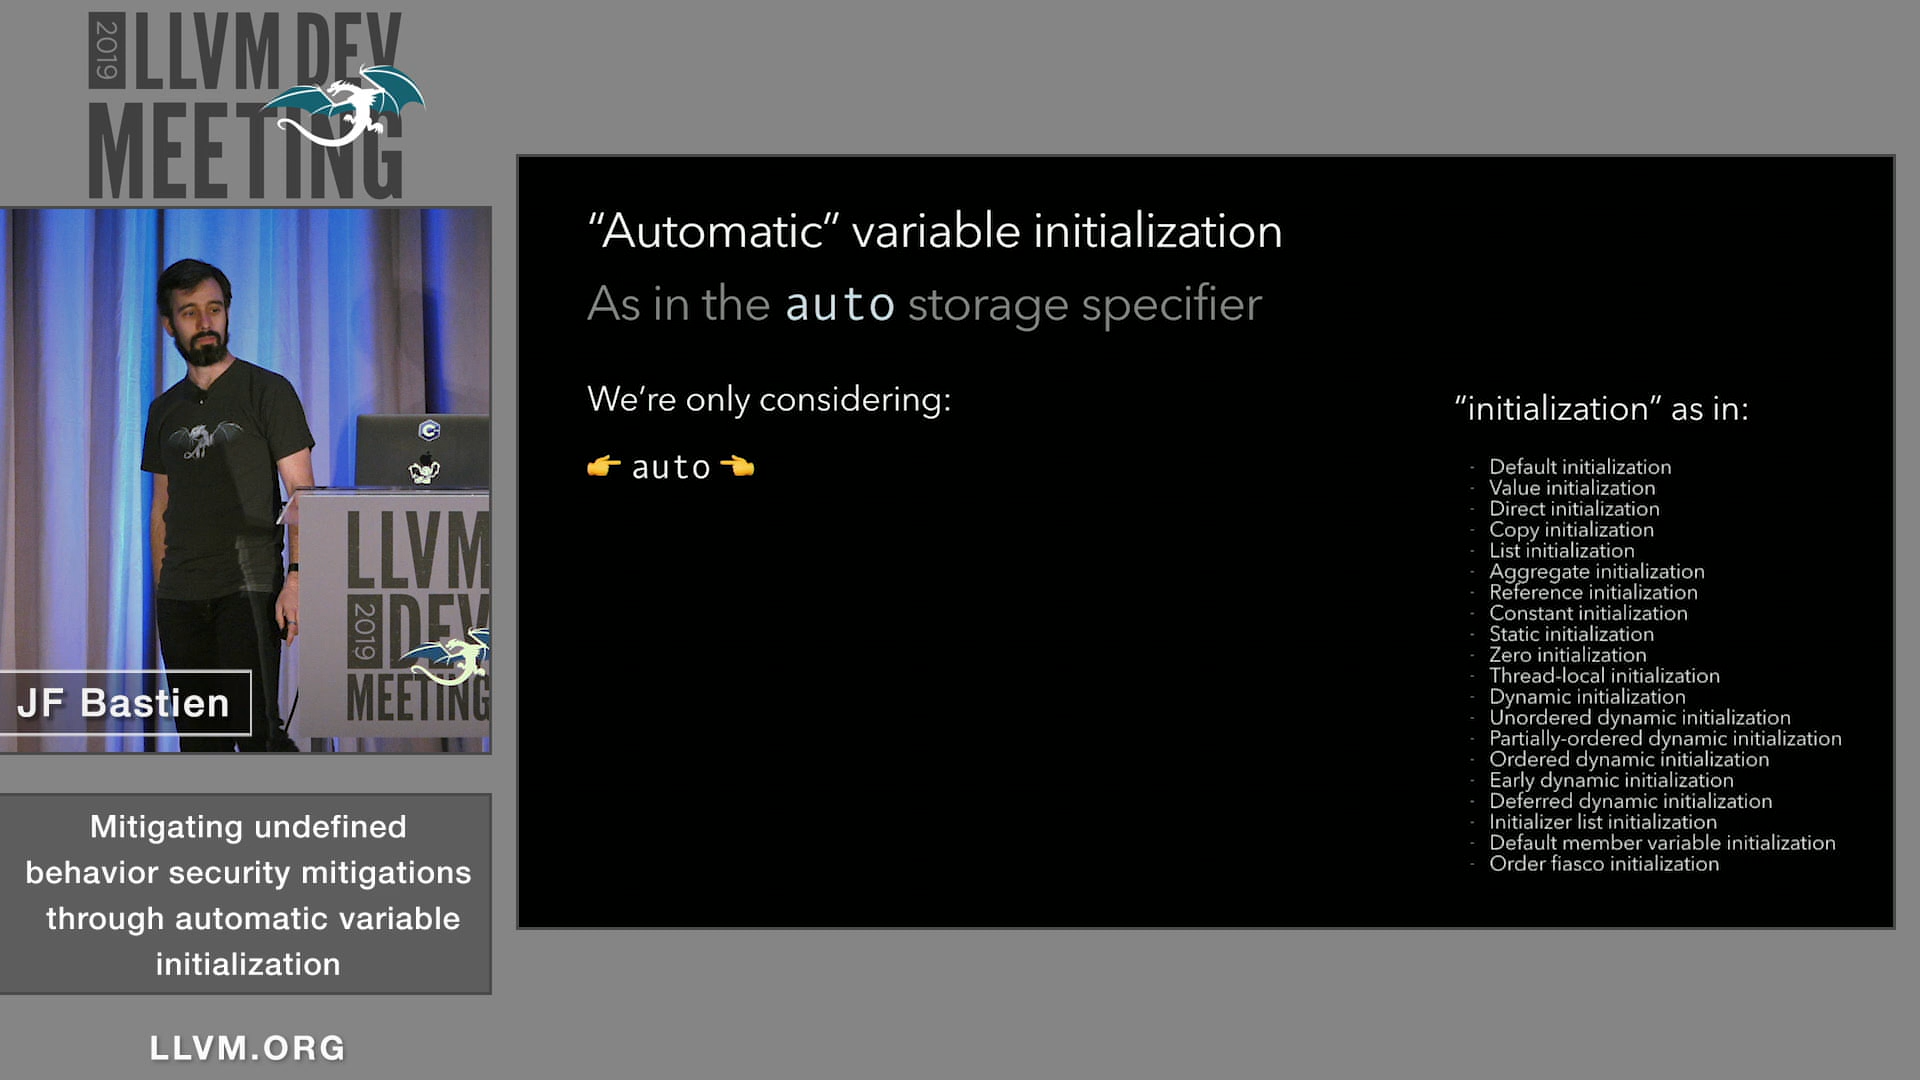 2019 LLVM DEV
MEETING
LLVM
2019 DEV
MEETING
JF Bastien
Mitigating undefined
behavior security mitigations
through automatic variable
initialization
LLVM.ORG
“Automatic” variable initialization
As in the auto storage specifier
We’re only considering:
👉 auto 👈
“initialization” as in:
- Default initialization
- Value initialization
- Direct initialization
- Copy initialization
- List initialization
- Aggregate initialization
- Reference initialization
- Constant initialization
- Static initialization
- Zero initialization
- Thread-local initialization
- Dynamic initialization
- Unordered dynamic initialization
- Partially-ordered dynamic initialization
- Ordered dynamic initialization
- Early dynamic initialization
- Deferred dynamic initialization
- Initializer list initialization
- Default member variable initialization
- Order fiasco initialization